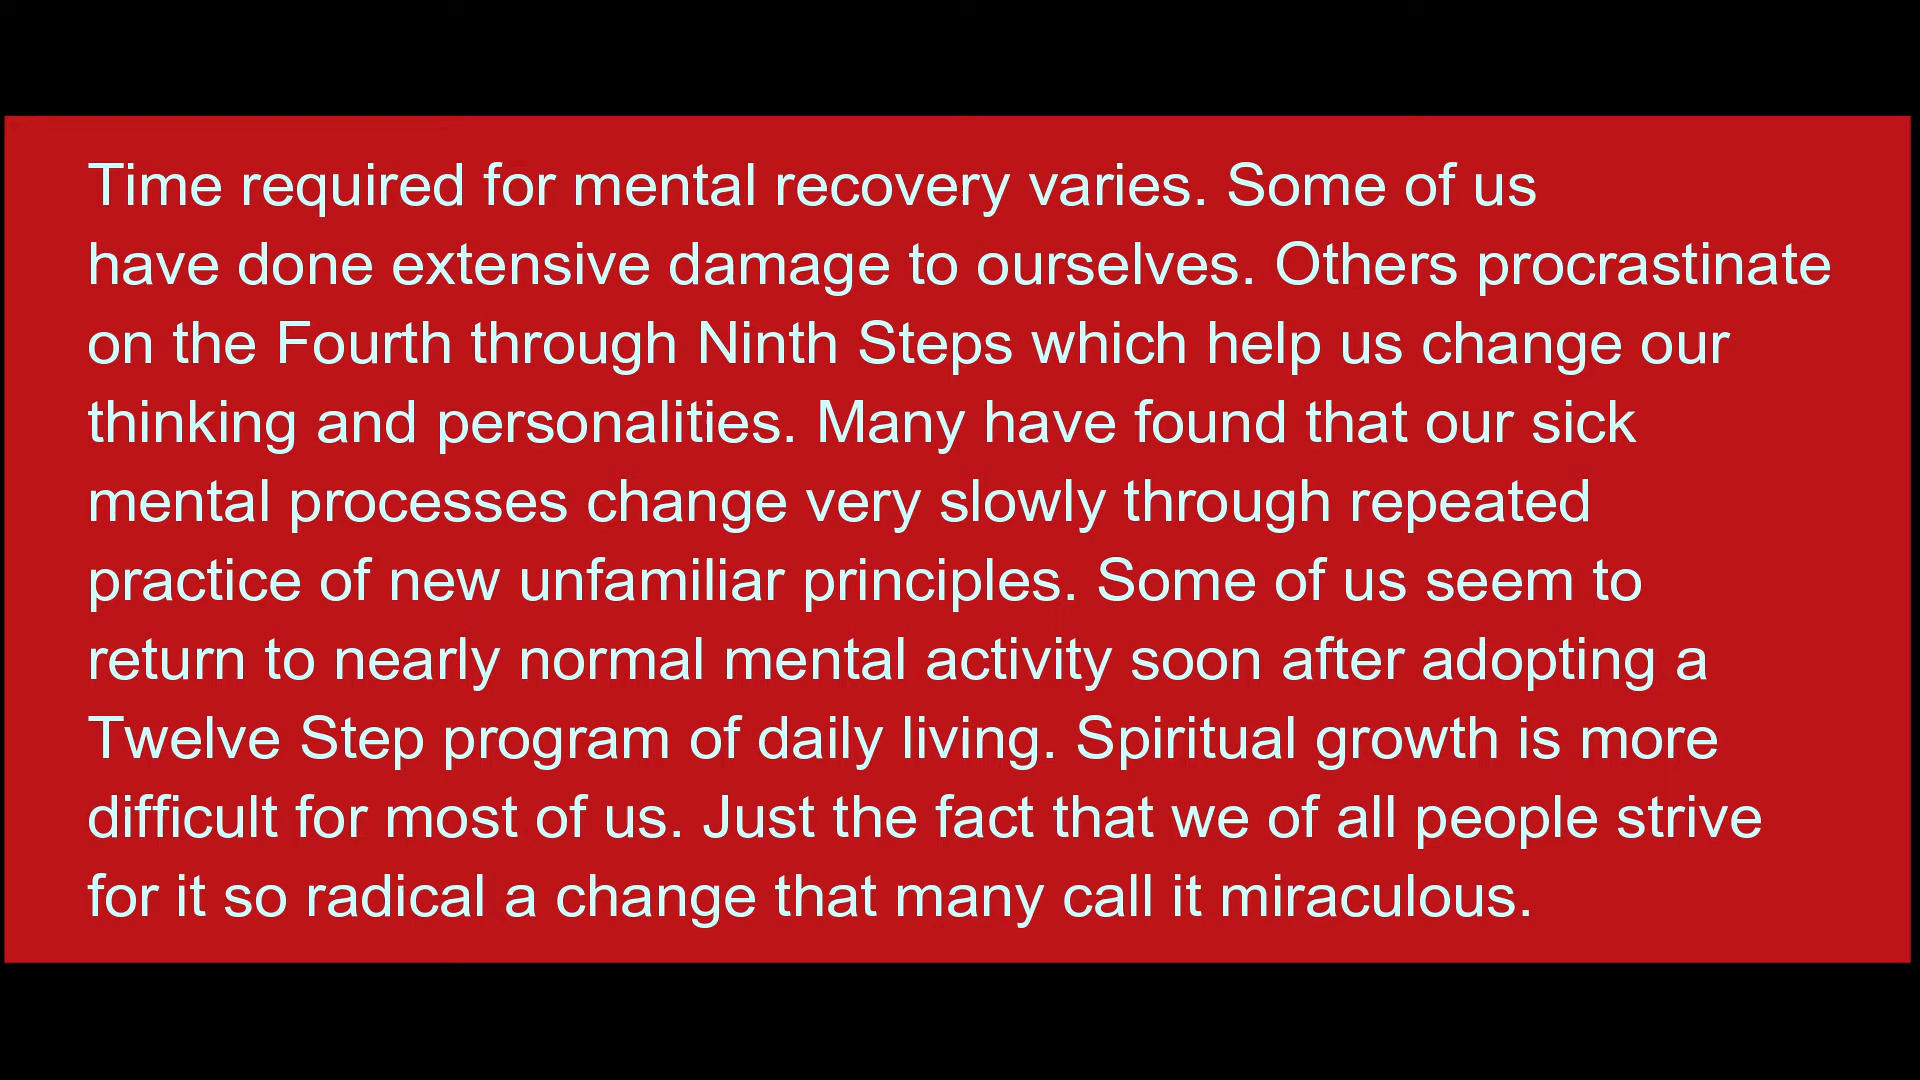 Time required for mental recovery varies. Some of us
have done extensive damage to ourselves. Others procrastinate
on the Fourth through Ninth Steps which help us change our
thinking and personalities. Many have found that our sick
mental processes change very slowly through repeated
practice of new unfamiliar principles. Some of us seem to
return to nearly normal mental activity soon after adopting a
Twelve Step program of daily living. Spiritual growth is more
difficult for most of us. Just the fact that we of all people strive
for it so radical a change that many call it miraculous.